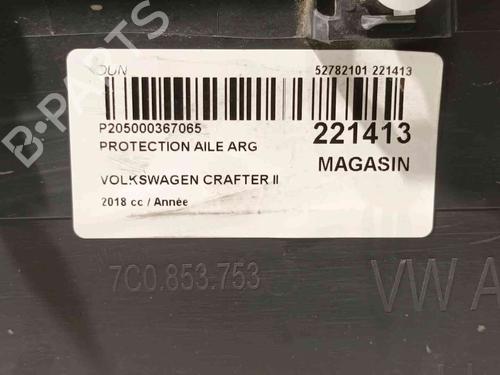 52782101 221413
P205000367065
221413
PROTECTION AILE ARG
MAGASIN
VOLKSWAGEN CRAFTER II
2018 cc / Année
7C0.853.753
VW A
B-PARTS